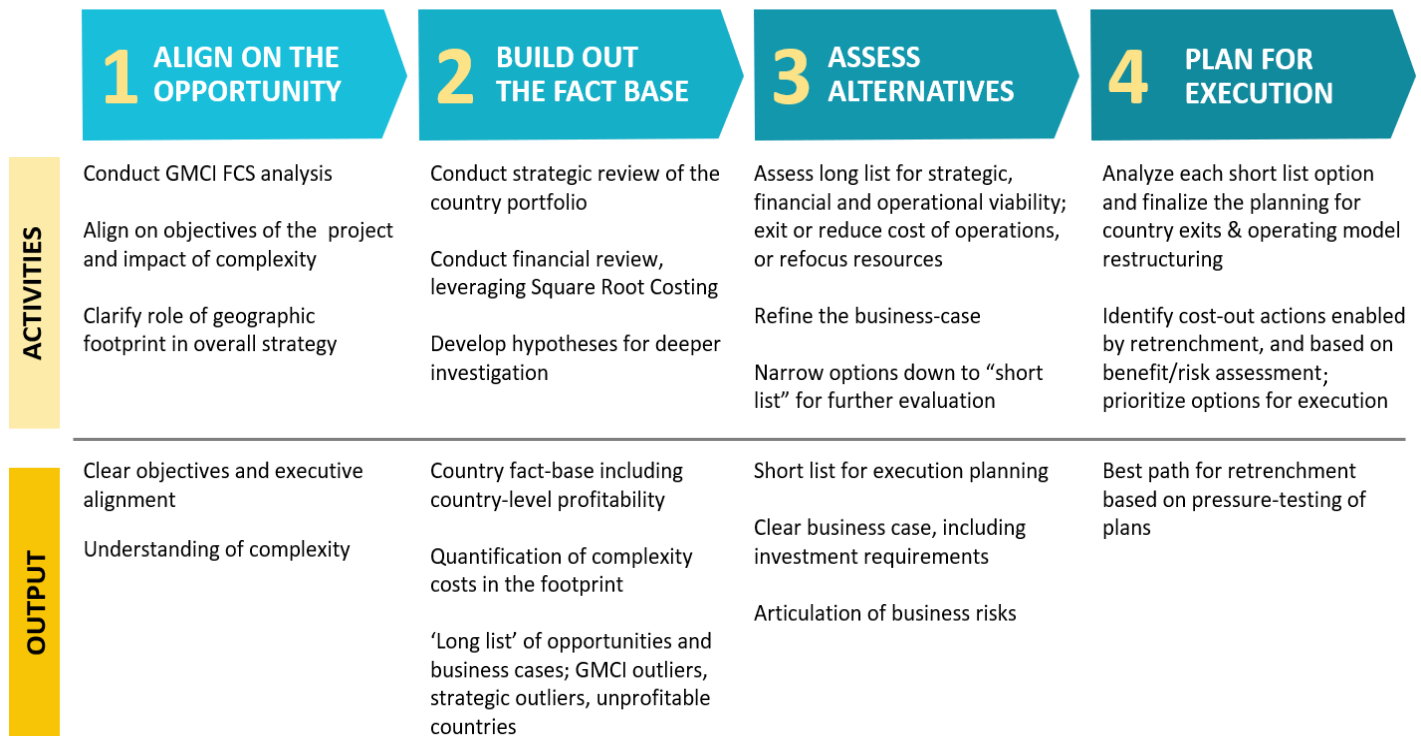 1 ALIGN ON THE
OPPORTUNITY
2 BUILD OUT
THE FACT BASE
3 ASSESS
ALTERNATIVES
4 PLAN FOR
EXECUTION
ACTIVITIES
Conduct GMCI FCS analysis
Align on objectives of the project
and impact of complexity
Clarify role of geographic
footprint in overall strategy
Conduct strategic review of the
country portfolio
Conduct financial review,
leveraging Square Root Costing
Develop hypotheses for deeper
investigation
Assess long list for strategic,
financial and operational viability;
exit or reduce cost of operations,
or refocus resources
Refine the business-case
Narrow options down to “short
list” for further evaluation
Analyze each short list option
and finalize the planning for
country exits & operating model
restructuring
Identify cost-out actions enabled
by retrenchment, and based on
benefit/risk assessment;
prioritize options for execution
OUTPUT
Clear objectives and executive
alignment
Understanding of complexity
Country fact-base including
country-level profitability
Quantification of complexity
costs in the footprint
‘Long list’ of opportunities and
business cases; GMCI outliers,
strategic outliers, unprofitable
countries
Short list for execution planning
Clear business case, including
investment requirements
Articulation of business risks
Best path for retrenchment
based on pressure-testing of
plans